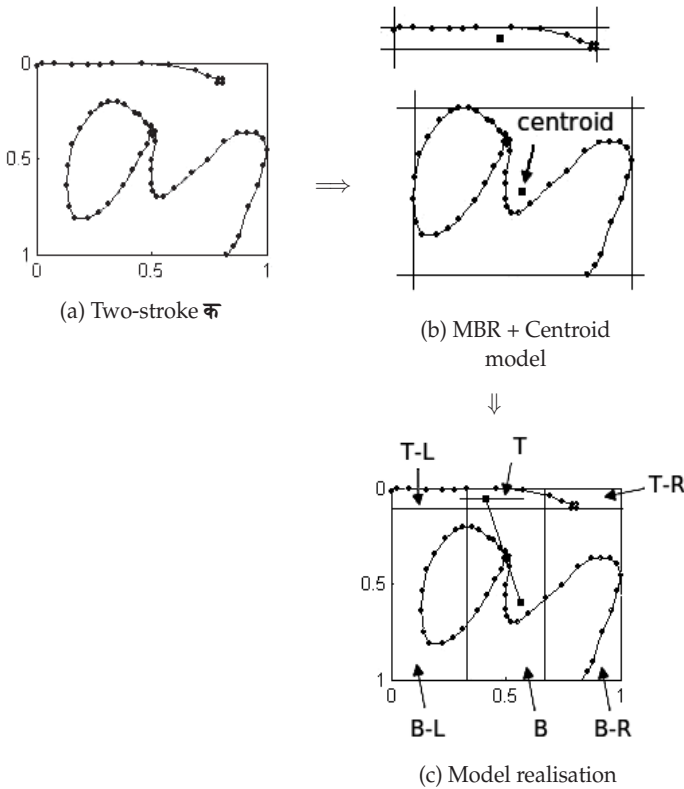 0
0.5
1
0 0.5 1
⇒
(a) Two-stroke क
centroid
(b) MBR + Centroid
model
⇓
T-L T
T-R
0
0.5
1
0 0.5 1
B-L B B-R
(c) Model realisation